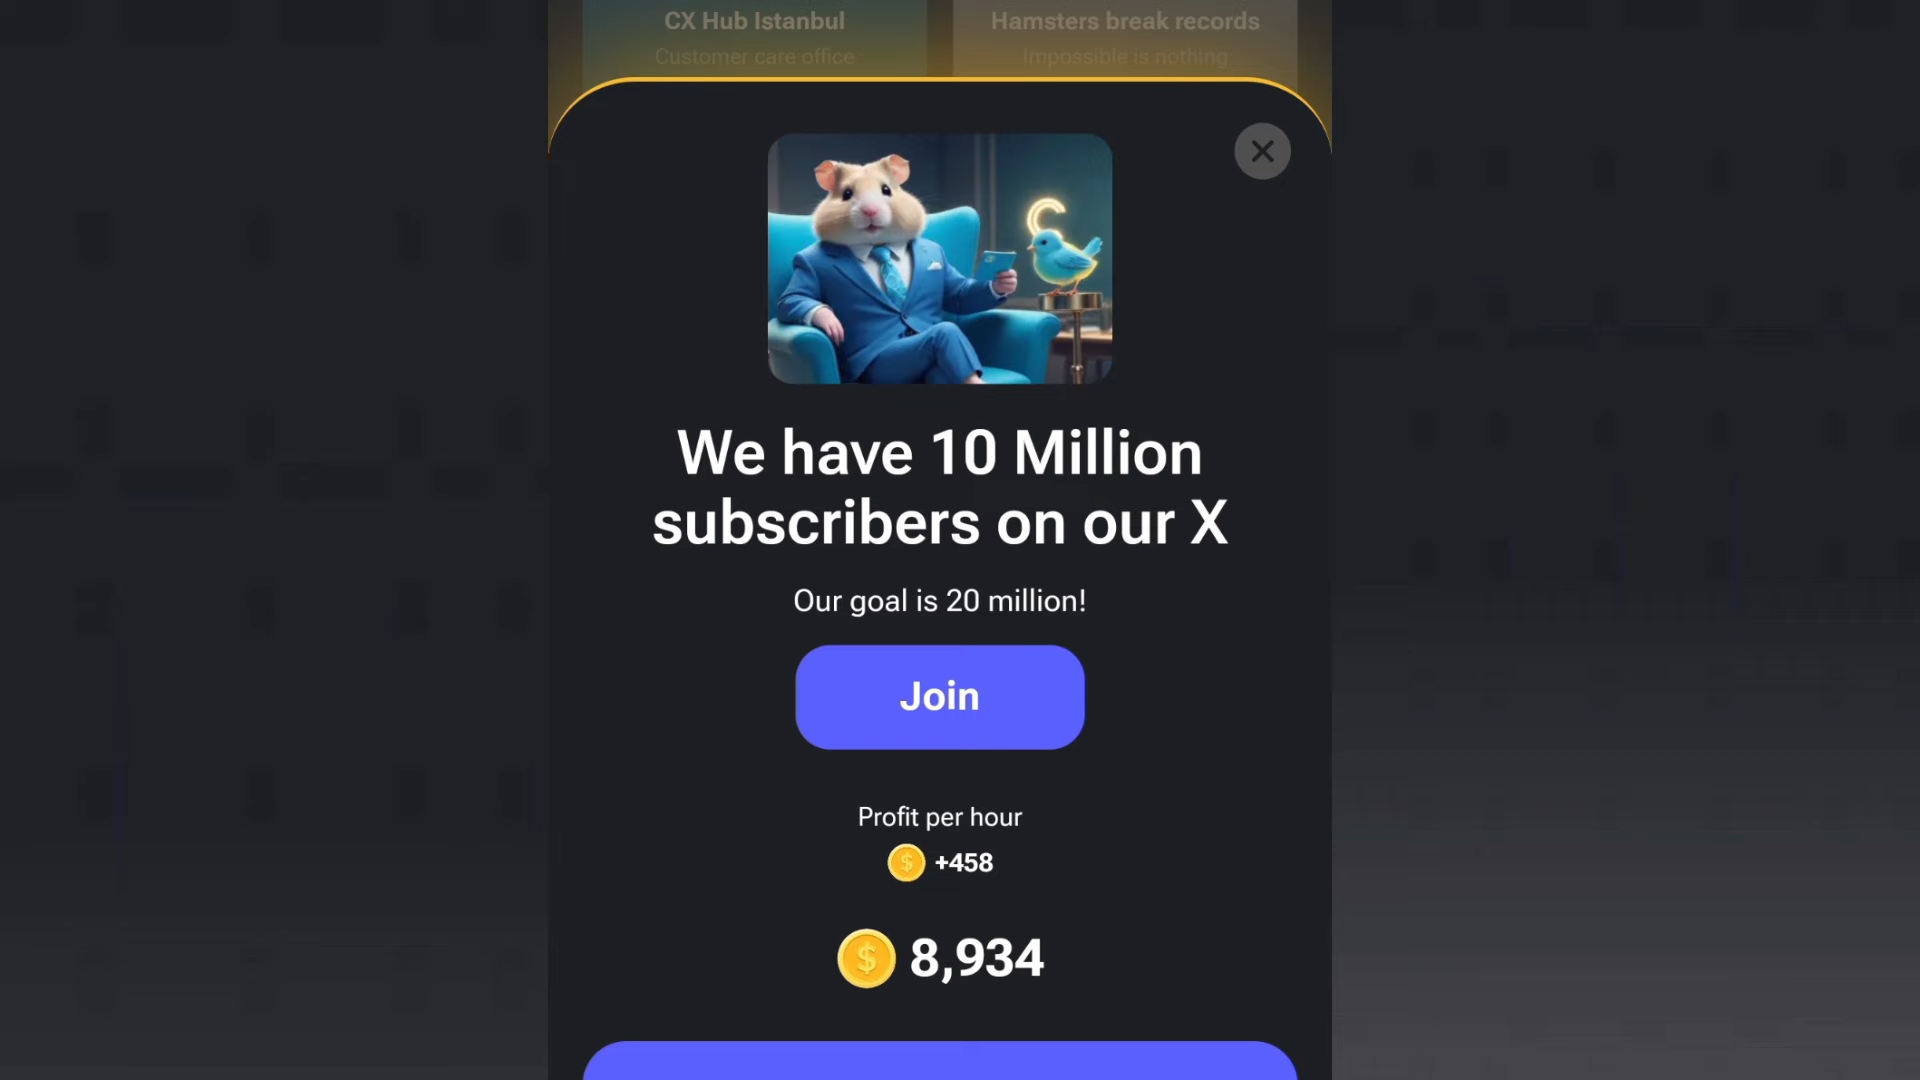 CX Hub Istanbul
Customer care office
Hamsters break records
Impossible is nothing
We have 10 Million
subscribers on our X
Our goal is 20 million!
Join
Profit per hour
+458
8,934